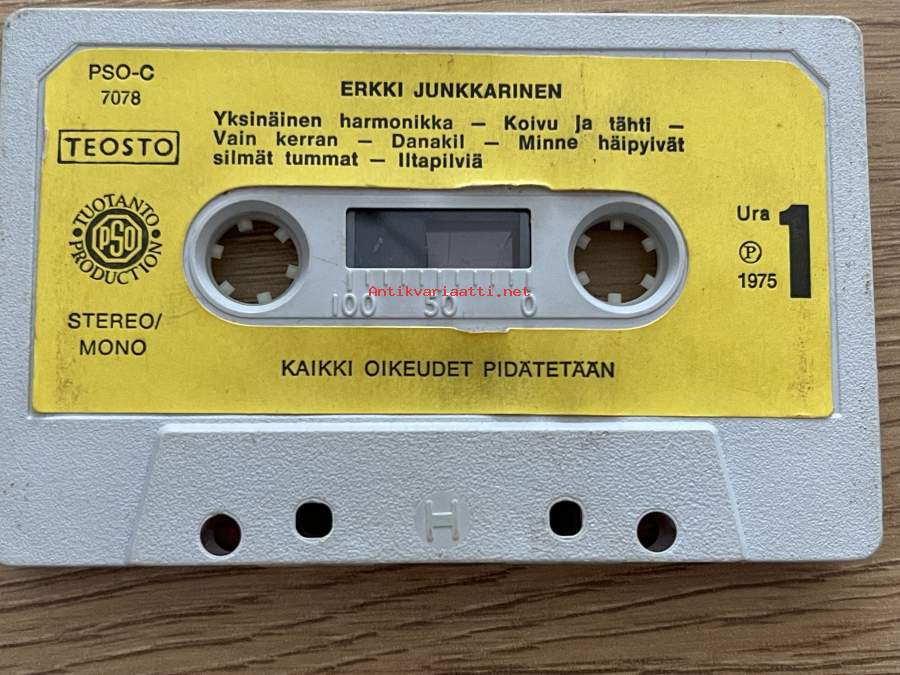 PSO-C
7078
TEOSTO
ERKKI JUNKKARINEN
Yksinäinen harmonikka – Koivu ja tähti –
Vain kerran – Danakil – Minne häipyivät
silmät tummat – Iltapilviä
TUOTANTO
PSO
PRODUCTION
STEREO/
MONO
Ura 1
Ⓟ
1975
100 50 0
Antikvariaatti.net
KAIKKI OIKEUDET PIDÄTETÄÄN
H